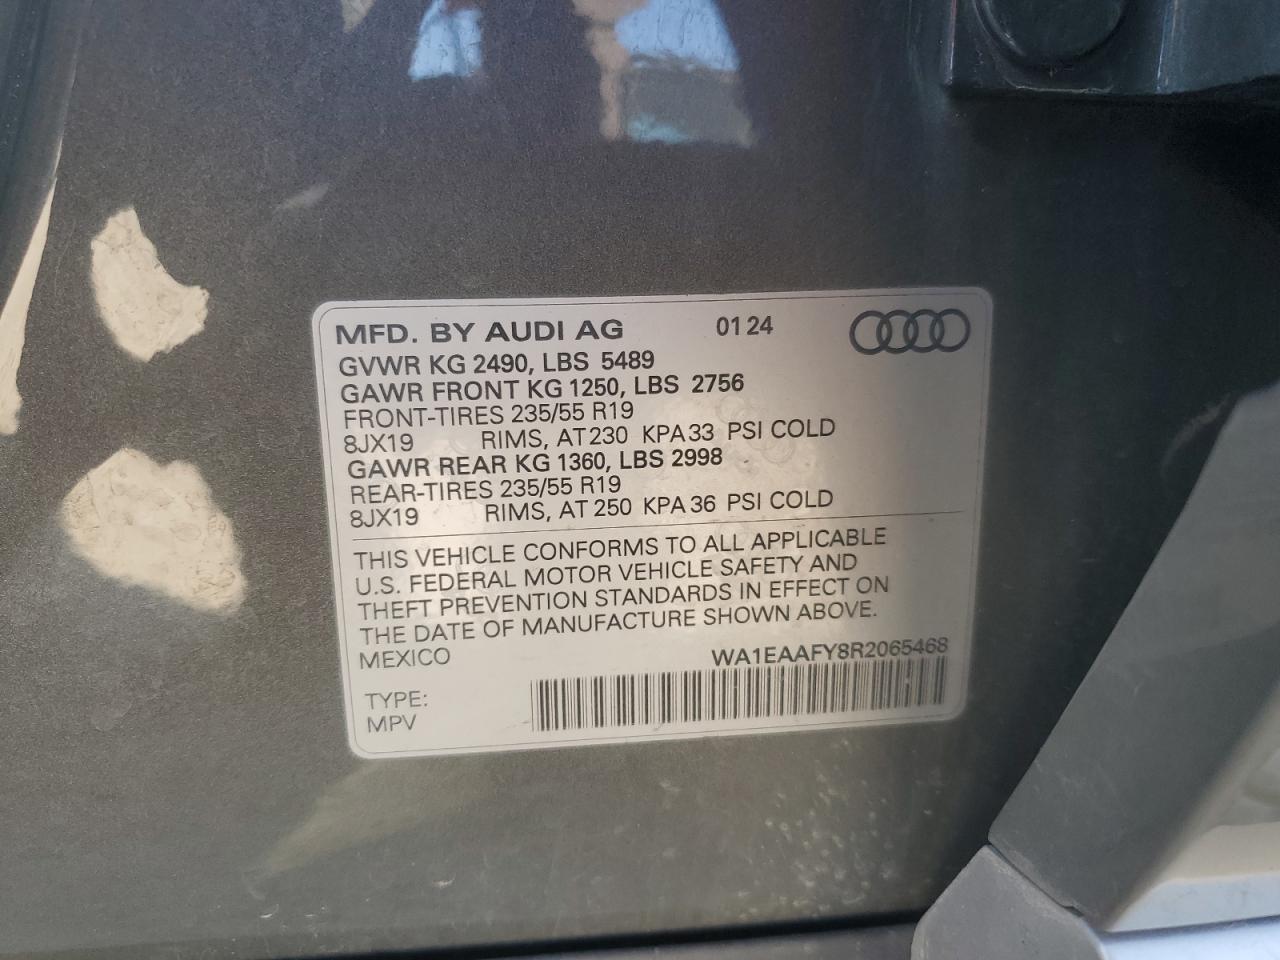 MFD. BY AUDI AG 01 24
GVWR KG 2490, LBS 5489
GAWR FRONT KG 1250, LBS 2756
FRONT-TIRES 235/55 R19
8JX19 RIMS, AT 230 KPA 33 PSI COLD
GAWR REAR KG 1360, LBS 2998
REAR-TIRES 235/55 R19
8JX19 RIMS, AT 250 KPA 36 PSI COLD
THIS VEHICLE CONFORMS TO ALL APPLICABLE
U.S. FEDERAL MOTOR VEHICLE SAFETY AND
THEFT PREVENTION STANDARDS IN EFFECT ON
THE DATE OF MANUFACTURE SHOWN ABOVE.
MEXICO WA1EAAFY8R2065468
TYPE:
MPV